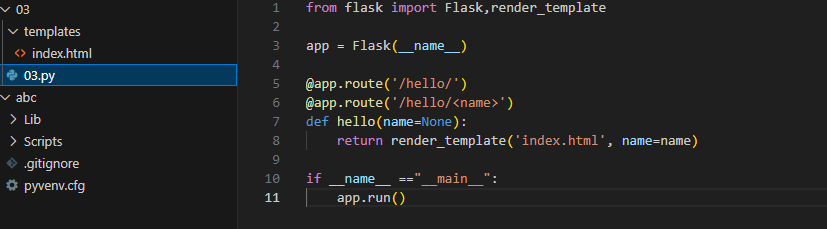 03
templates
<> index.html
03.py
abc
Lib
Scripts
.gitignore
pyvenv.cfg
1 from flask import Flask,render_template
2
3 app = Flask(__name__)
4
5 @app.route('/hello/')
6 @app.route('/hello/<name>')
7 def hello(name=None):
8     return render_template('index.html', name=name)
9
10 if __name__ =="__main__":
11     app.run()